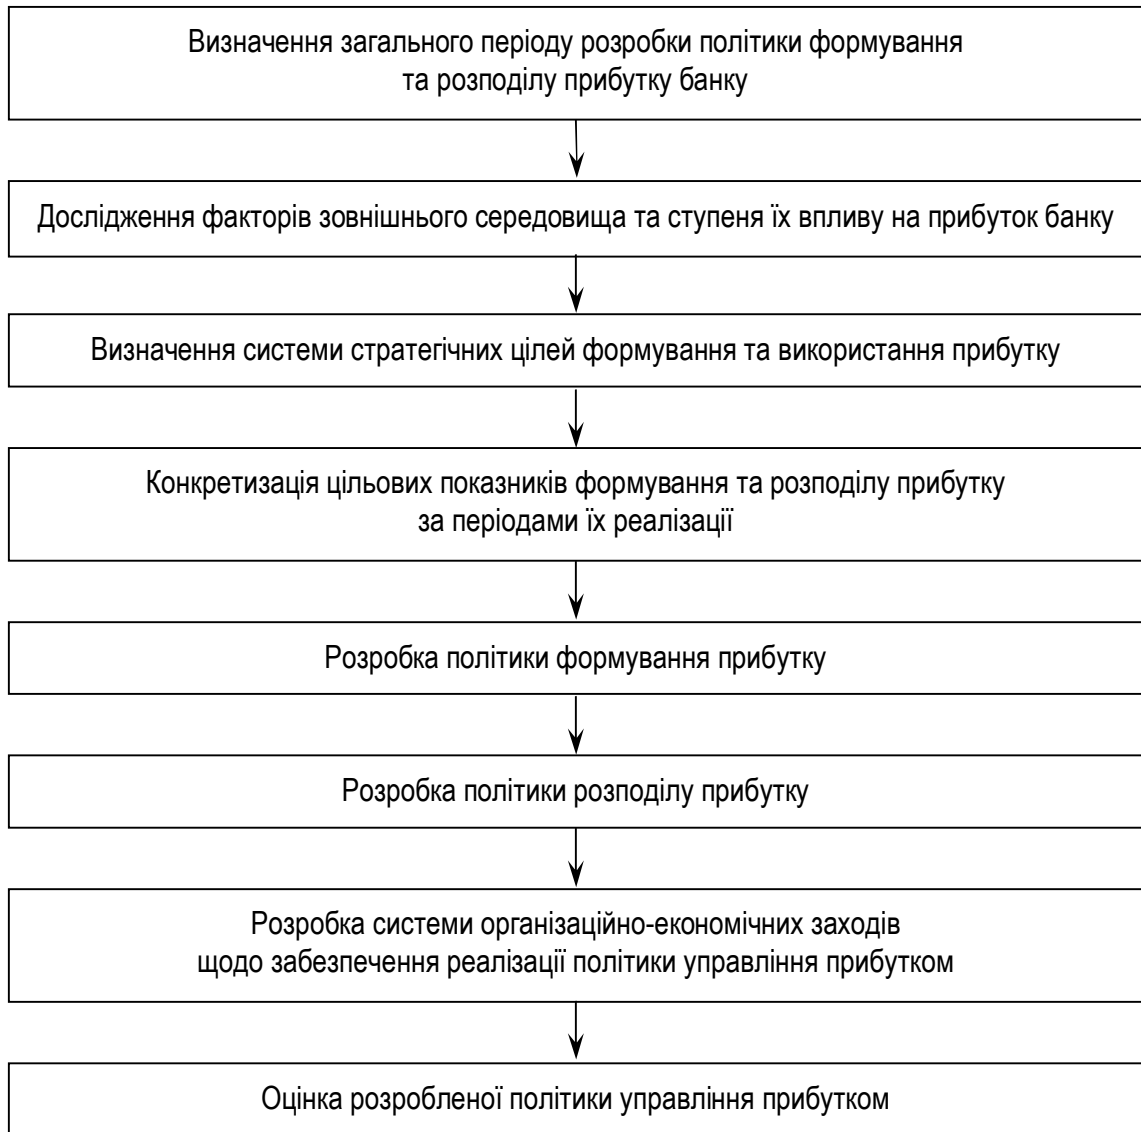 Визначення загального періоду розробки політики формування
та розподілу прибутку банку
Дослідження факторів зовнішнього середовища та ступеня їх впливу на прибуток банку
Визначення системи стратегічних цілей формування та використання прибутку
Конкретизація цільових показників формування та розподілу прибутку
за періодами їх реалізації
Розробка політики формування прибутку
Розробка політики розподілу прибутку
Розробка системи організаційно-економічних заходів
щодо забезпечення реалізації політики управління прибутком
Оцінка розробленої політики управління прибутком